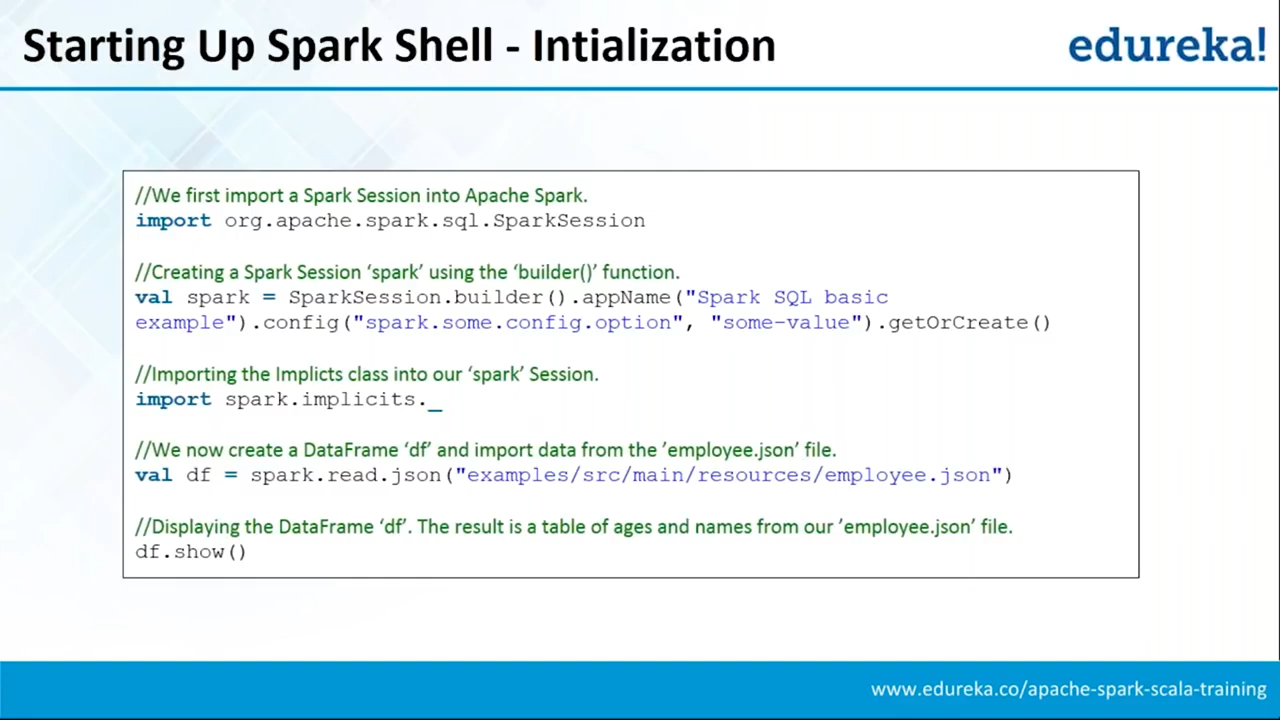 Starting Up Spark Shell - Intialization
edureka!
//We first import a Spark Session into Apache Spark.
import org.apache.spark.sql.SparkSession
//Creating a Spark Session ‘spark’ using the ‘builder()’ function.
val spark = SparkSession.builder().appName("Spark SQL basic
example").config("spark.some.config.option", "some-value").getOrCreate()
//Importing the Implicts class into our ‘spark’ Session.
import spark.implicits._
//We now create a DataFrame ‘df’ and import data from the ’employee.json’ file.
val df = spark.read.json("examples/src/main/resources/employee.json")
//Displaying the DataFrame ‘df’. The result is a table of ages and names from our ’employee.json’ file.
df.show()
www.edureka.co/apache-spark-scala-training